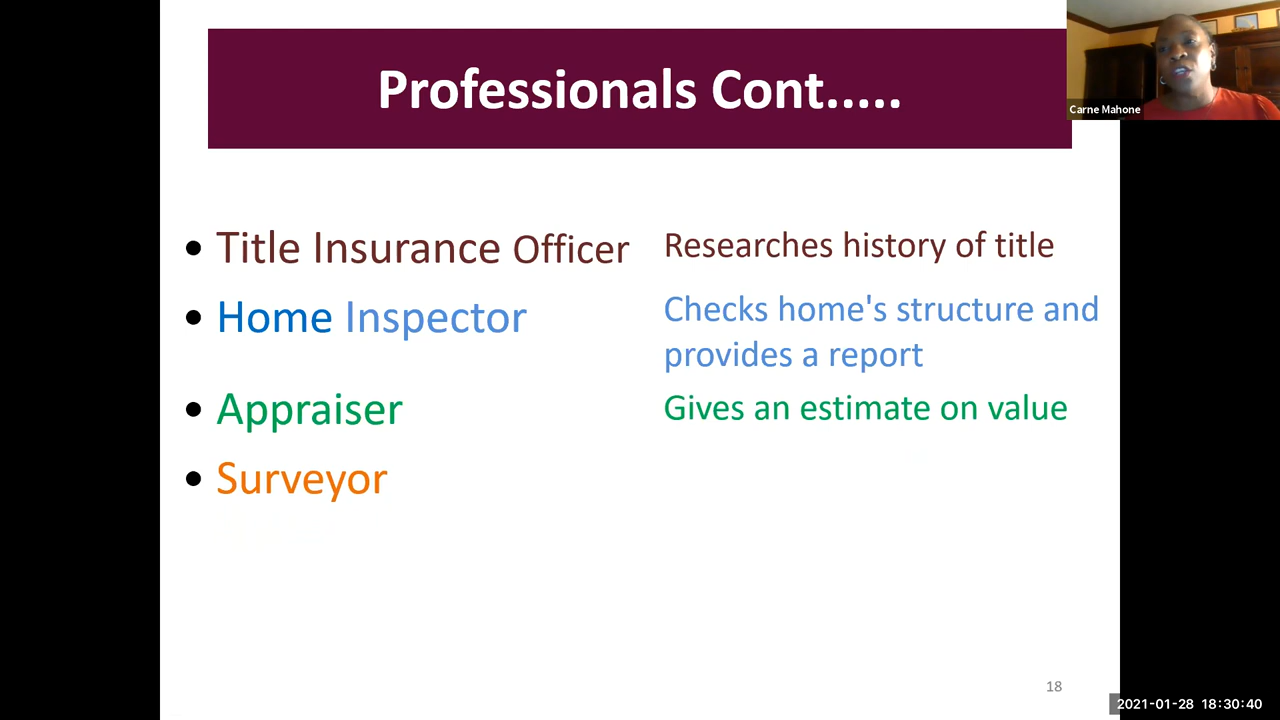 Professionals Cont.....
Carne Mahone
• Title Insurance Officer
Researches history of title
• Home Inspector
Checks home's structure and
provides a report
• Appraiser
Gives an estimate on value
• Surveyor
18
2021-01-28 18:30:40